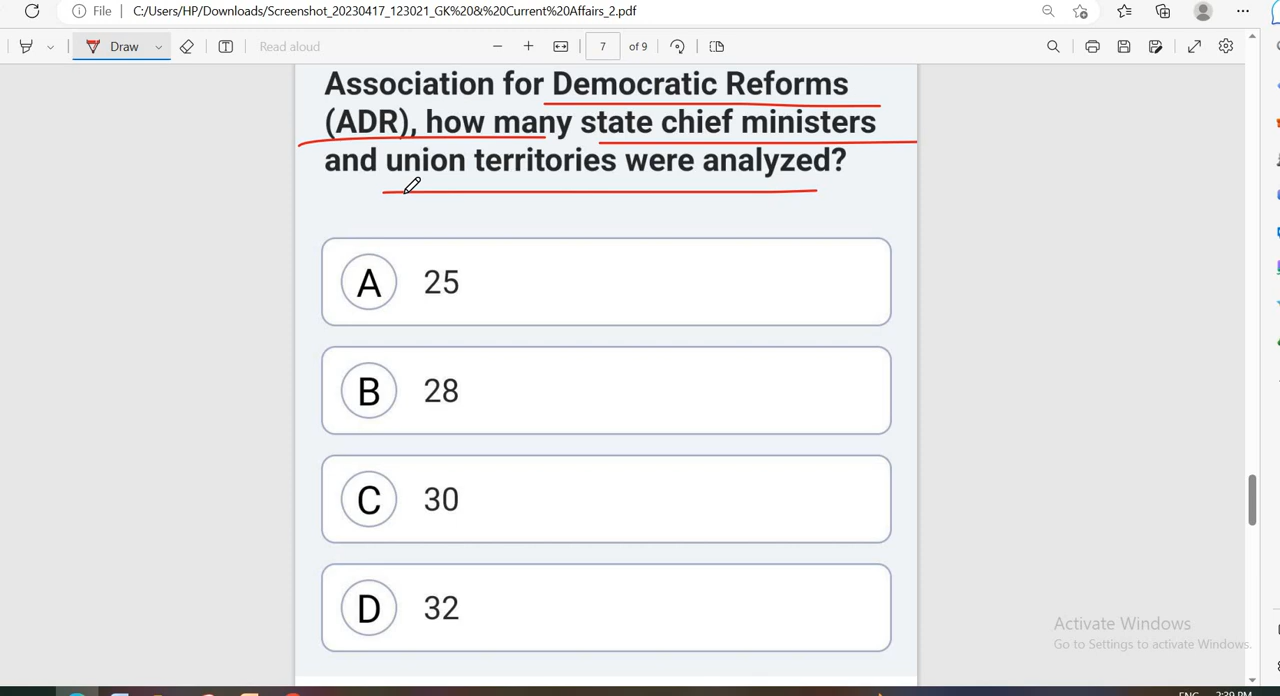 File
C:/Users/HP/Downloads/Screenshot_20230417_123021_GK%20&%20Current%20Affairs_2.pdf
Draw
Read aloud
7
of 9
Association for Democratic Reforms
(ADR), how many state chief ministers
and union territories were analyzed?
A 25
B 28
C 30
D 32
Activate Windows
Go to Settings to activate Windows.